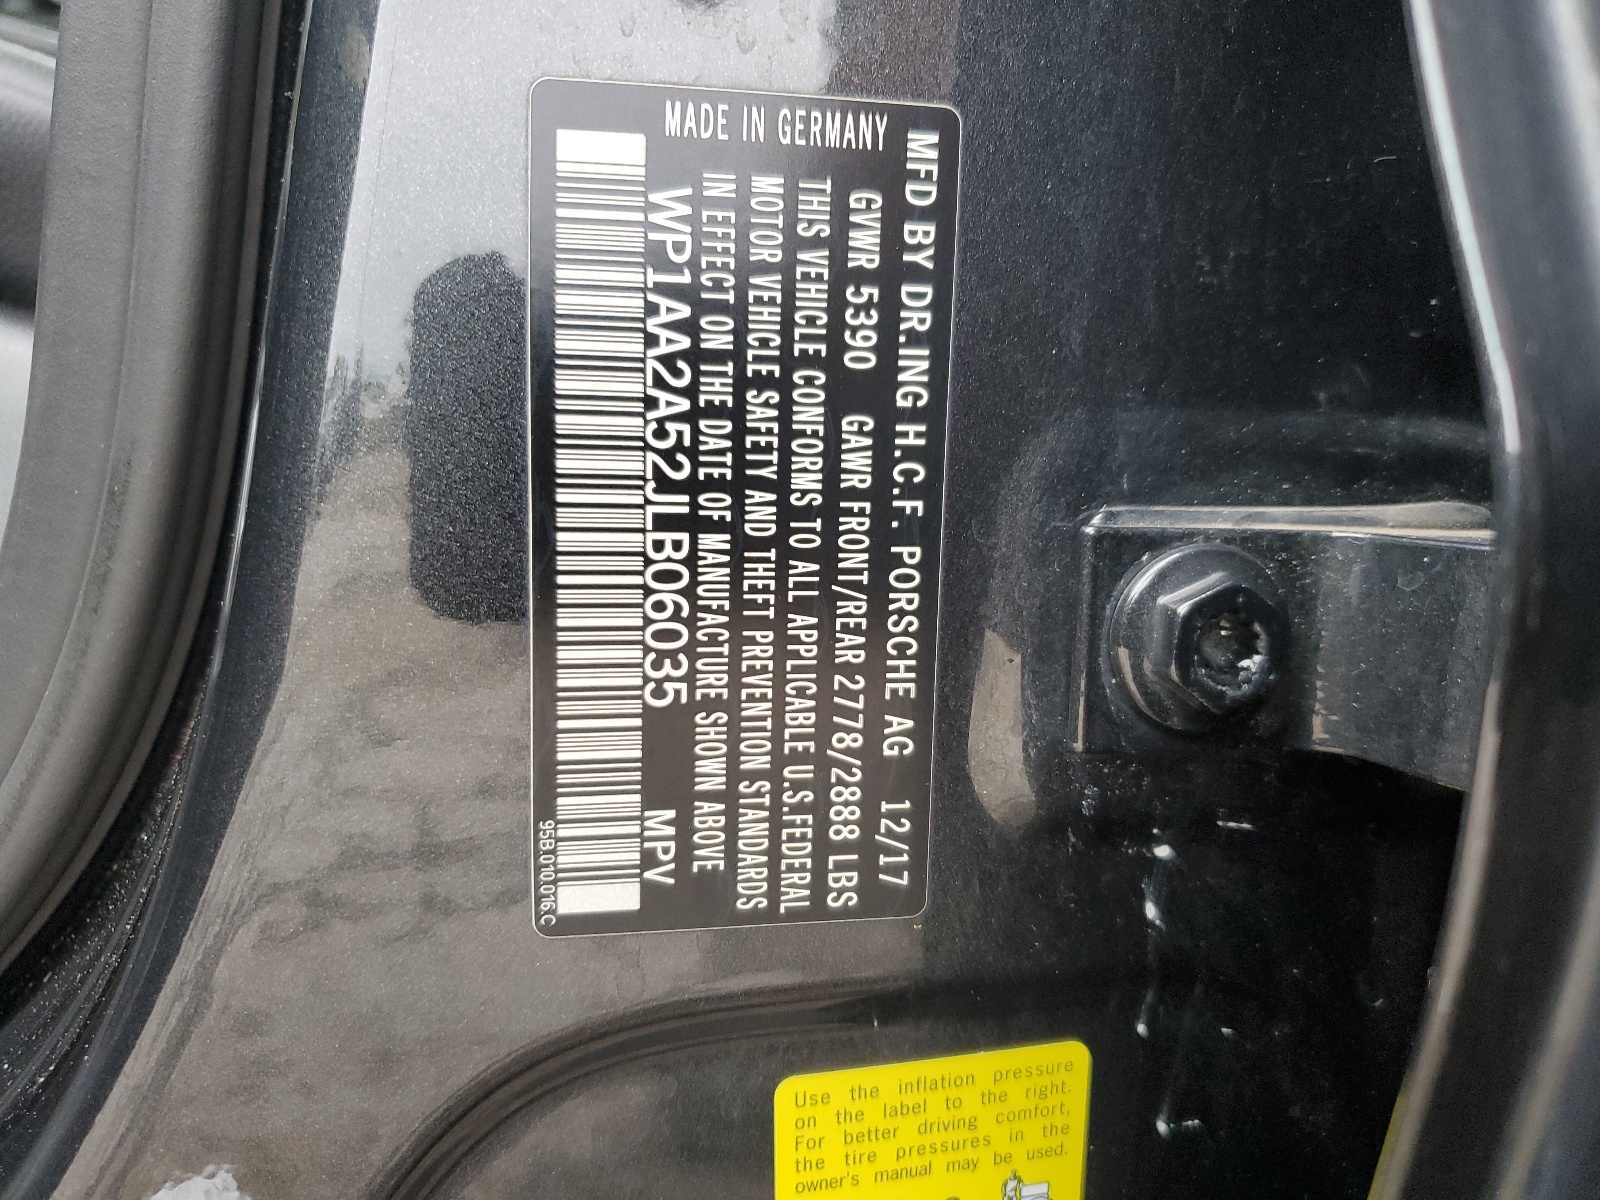 MFD BY DR.ING H.C.F. PORSCHE AG 12/17
GVWR 5390 GAWR FRONT/REAR 2778/2888 LBS
MADE IN GERMANY
THIS VEHICLE CONFORMS TO ALL APPLICABLE U.S.FEDERAL
MOTOR VEHICLE SAFETY AND THEFT PREVENTION STANDARDS
IN EFFECT ON THE DATE OF MANUFACTURE SHOWN ABOVE
WP1AA2A52JLB06035 MPV
95B.010.016.C
Use the inflation pressure
on the label to the right.
For better driving comfort,
the tire pressures in the
owner's manual may be used.